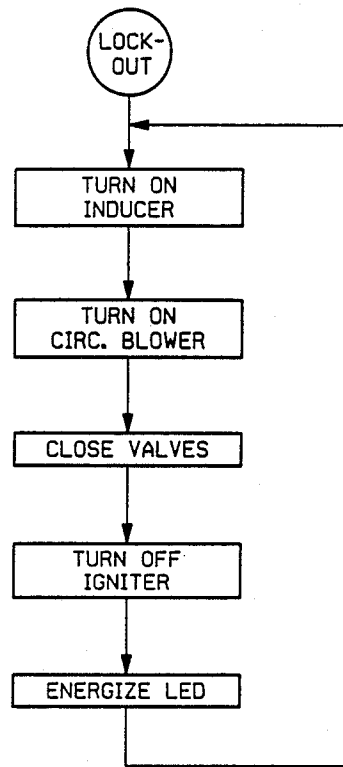 LOCK-
OUT
TURN ON
INDUCER
TURN ON
CIRC. BLOWER
CLOSE VALVES
TURN OFF
IGNITER
ENERGIZE LED